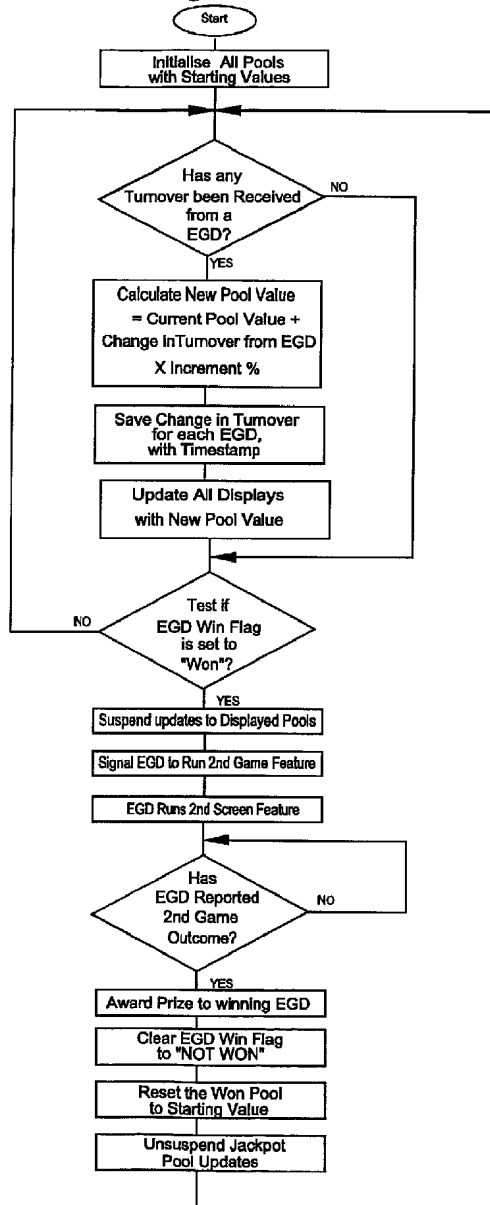 Start
Initialise All Pools
with Starting Values
Has any
Turnover been Received
from a
EGD?
NO
YES
Calculate New Pool Value
= Current Pool Value +
Change inTurnover from EGD
X Increment %
Save Change in Turnover
for each EGD,
with Timestamp
Update All Displays
with New Pool Value
Test if
EGD Win Flag
is set to
"Won"?
NO
YES
Suspend updates to Displayed Pools
Signal EGD to Run 2nd Game Feature
EGD Runs 2nd Screen Feature
Has
EGD Reported
2nd Game
Outcome?
NO
YES
Award Prize to winning EGD
Clear EGD Win Flag
to "NOT WON"
Reset the Won Pool
to Starting Value
Unsuspend Jackpot
Pool Updates